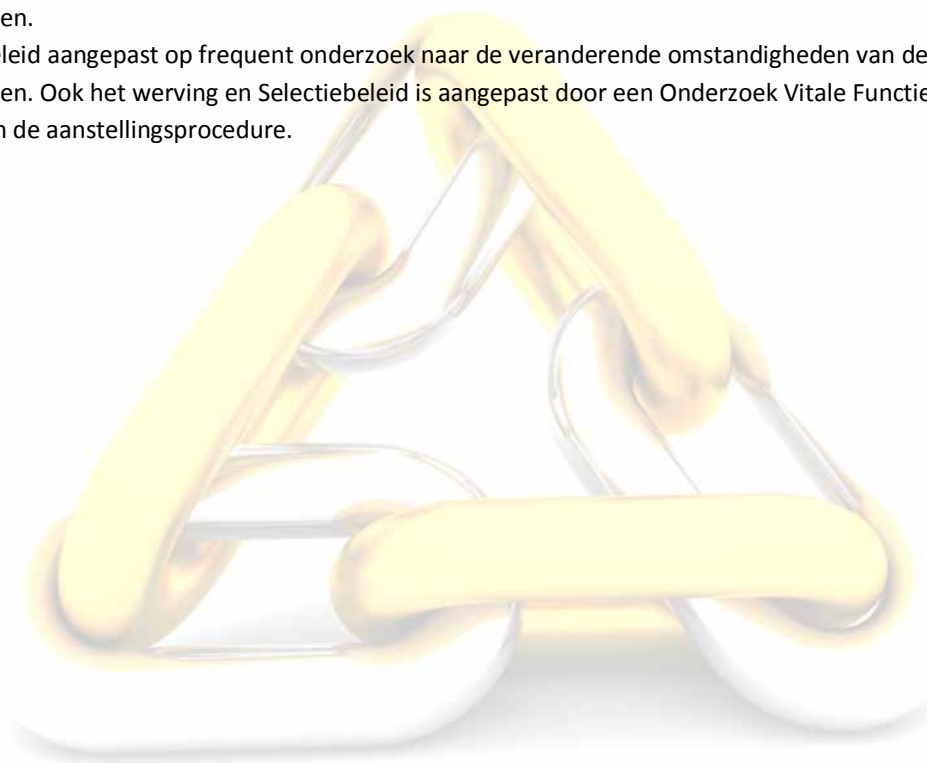 en.
leid aangepast op frequent onderzoek naar de veranderende omstandigheden van de
en. Ook het werving en Selectiebeleid is aangepast door een Onderzoek Vitale Functie
n de aanstellingsprocedure.